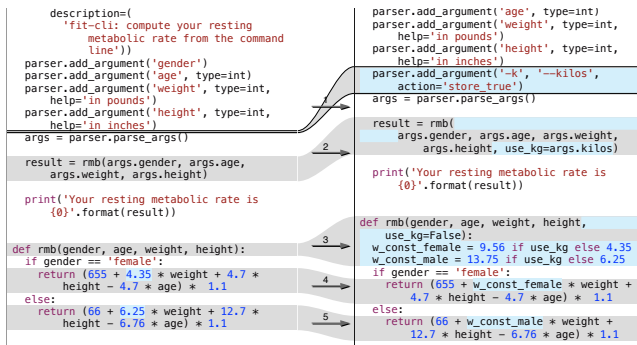 description=(
'fit-cli: compute your resting
metabolic rate from the command
line'))
parser.add_argument('gender')
parser.add_argument('age', type=int)
parser.add_argument('weight', type=int,
help='in pounds')
parser.add_argument('height', type=int,
help='in inches')
args = parser.parse_args()
result = rmb(args.gender, args.age,
args.weight, args.height)
print('Your resting metabolic rate is
{0}'.format(result))
def rmb(gender, age, weight, height):
if gender == 'female':
return (655 + 4.35 * weight + 4.7 *
height - 4.7 * age) * 1.1
else:
return (66 + 6.25 * weight + 12.7 *
height - 6.76 * age) * 1.1
1
2
3
4
5
parser.add_argument('age', type=int)
parser.add_argument('weight', type=int,
help='in pounds')
parser.add_argument('height', type=int,
help='in inches')
parser.add_argument('-k', '--kilos',
action='store_true')
args = parser.parse_args()
result = rmb(
args.gender, args.age, args.weight,
args.height, use_kg=args.kilos)
print('Your resting metabolic rate is
{0}'.format(result))
def rmb(gender, age, weight, height,
use_kg=False):
w_const_female = 9.56 if use_kg else 4.35
w_const_male = 13.75 if use_kg else 6.25
if gender == 'female':
return (655 + w_const_female * weight +
4.7 * height - 4.7 * age) * 1.1
else:
return (66 + w_const_male * weight +
12.7 * height - 6.76 * age) * 1.1